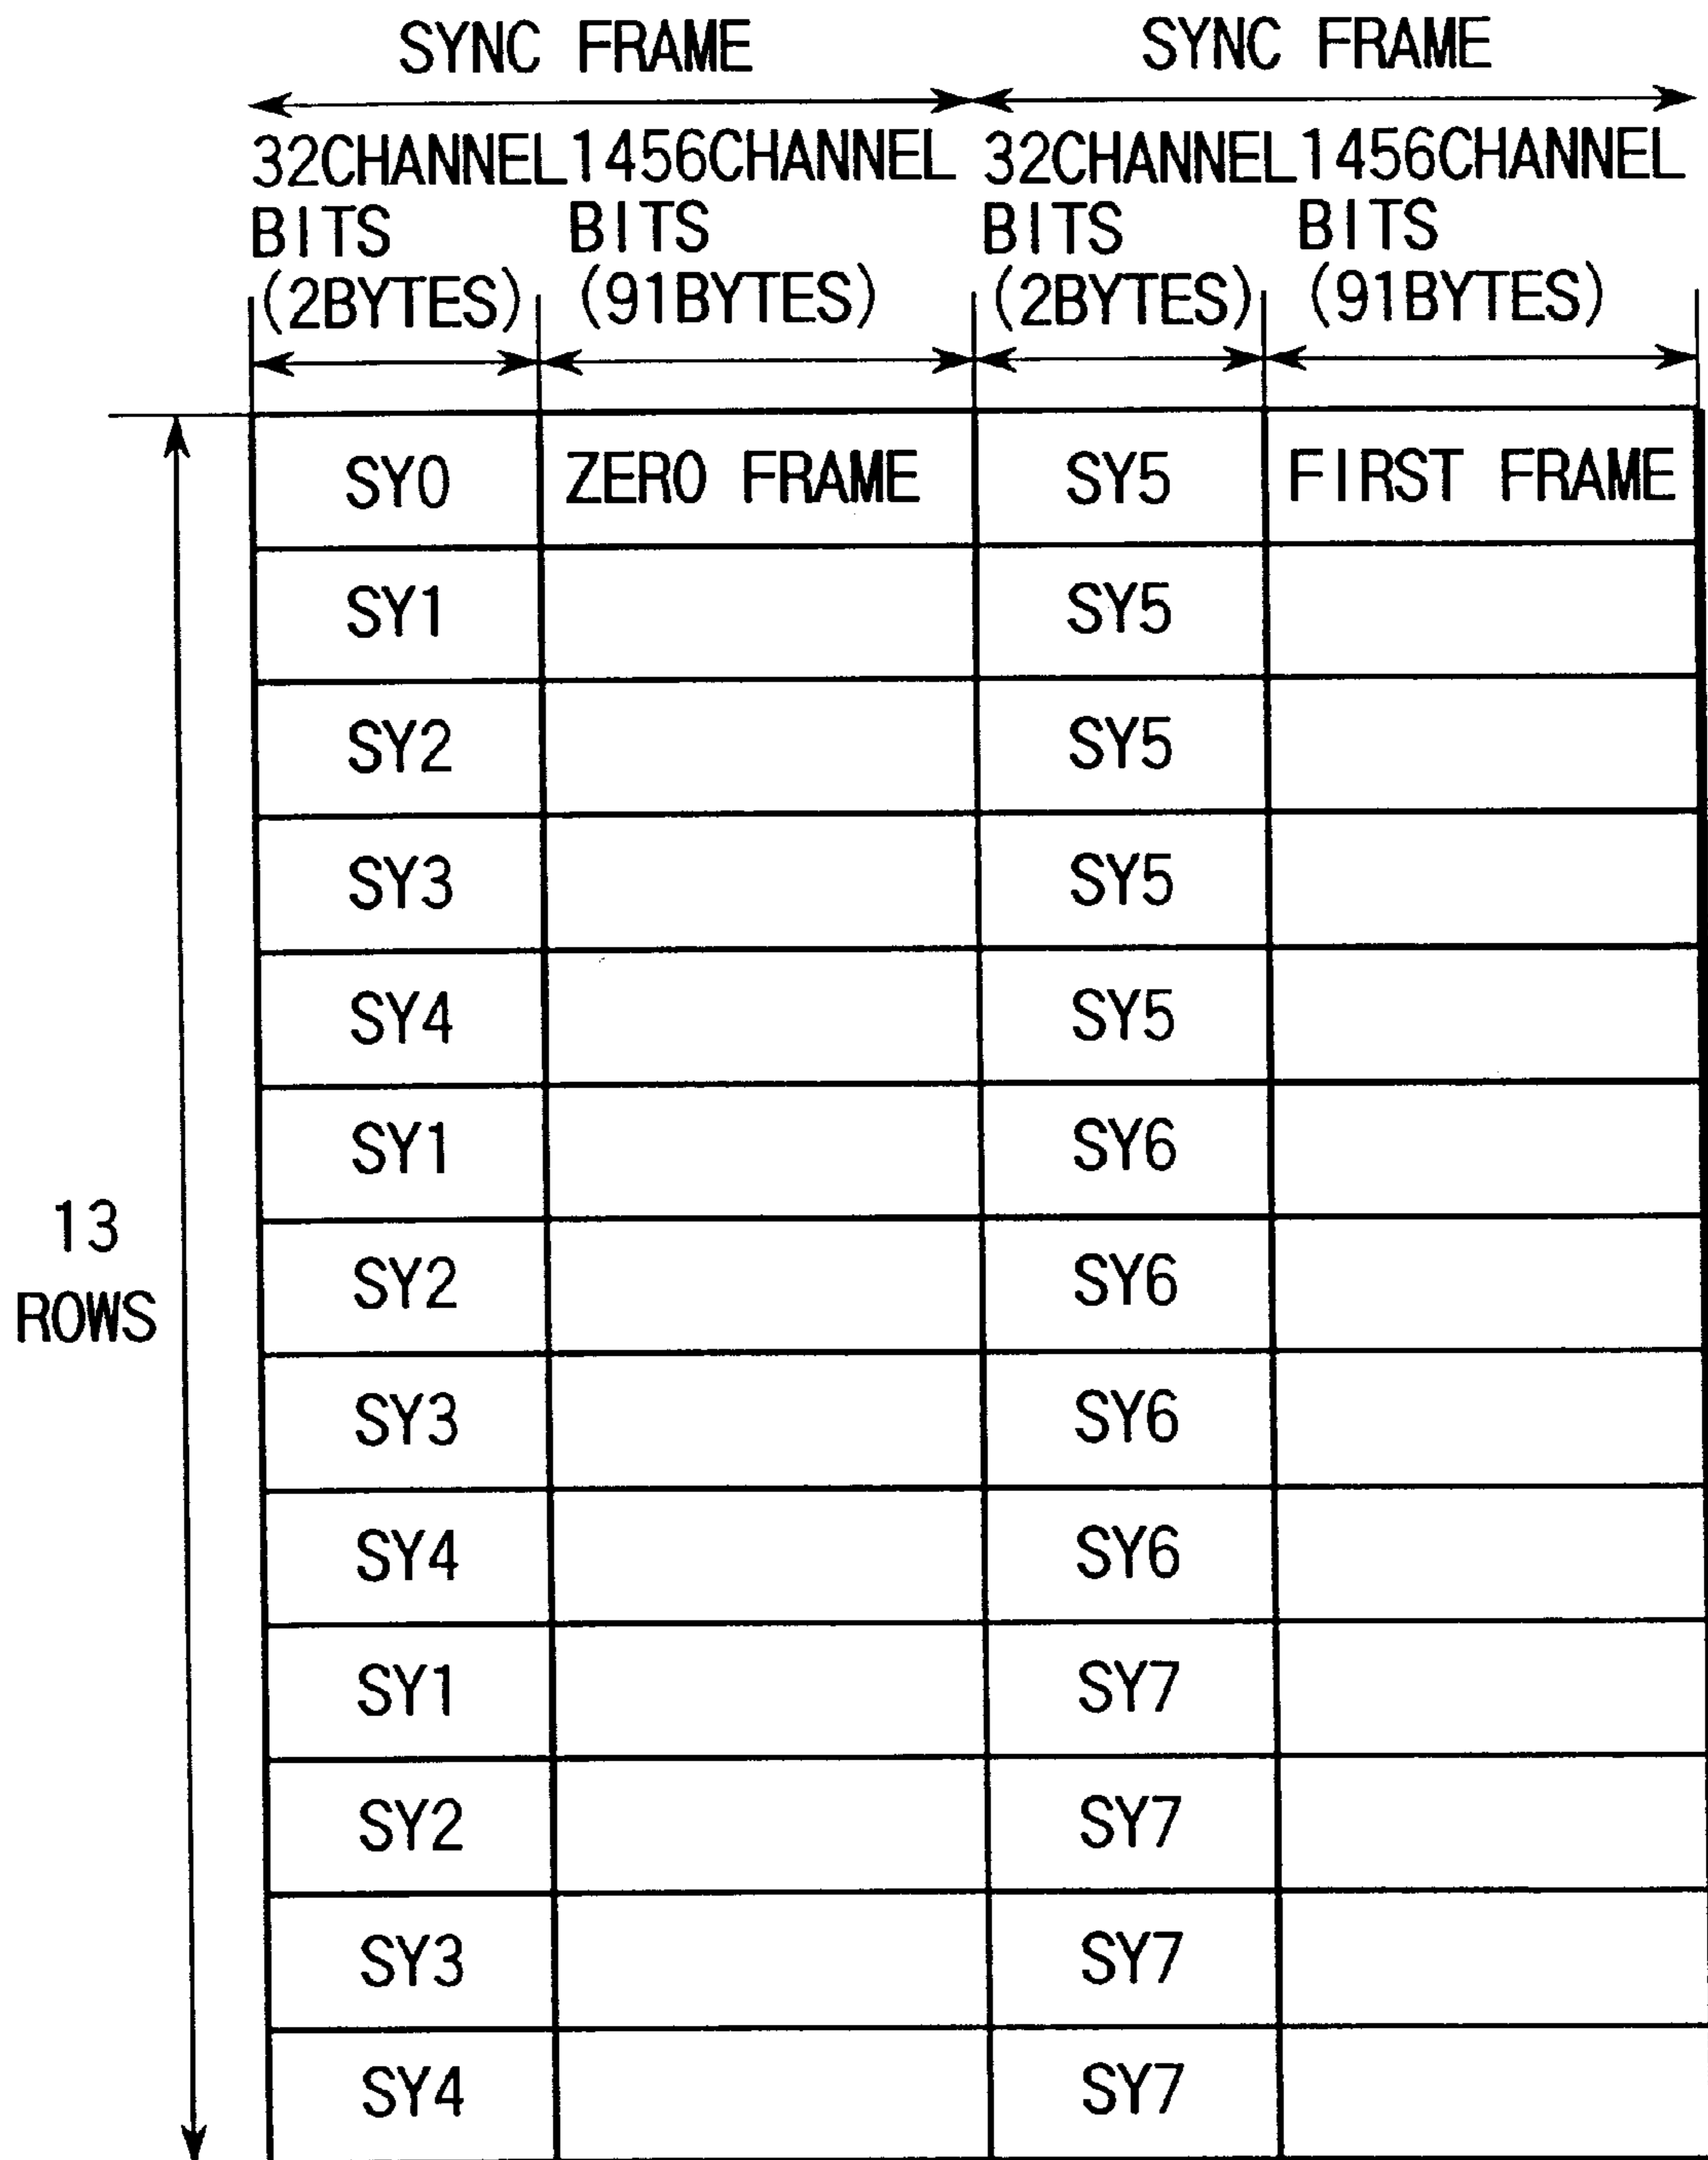 SYNC FRAME SYNC FRAME
32CHANNEL 1456CHANNEL 32CHANNEL 1456CHANNEL
BITS BITS BITS BITS
(2BYTES) (91BYTES) (2BYTES) (91BYTES)
SY0 ZERO FRAME SY5 FIRST FRAME
SY1 SY5
SY2 SY5
SY3 SY5
SY4 SY5
SY1 SY6
13
ROWS
SY2 SY6
SY3 SY6
SY4 SY6
SY1 SY7
SY2 SY7
SY3 SY7
SY4 SY7